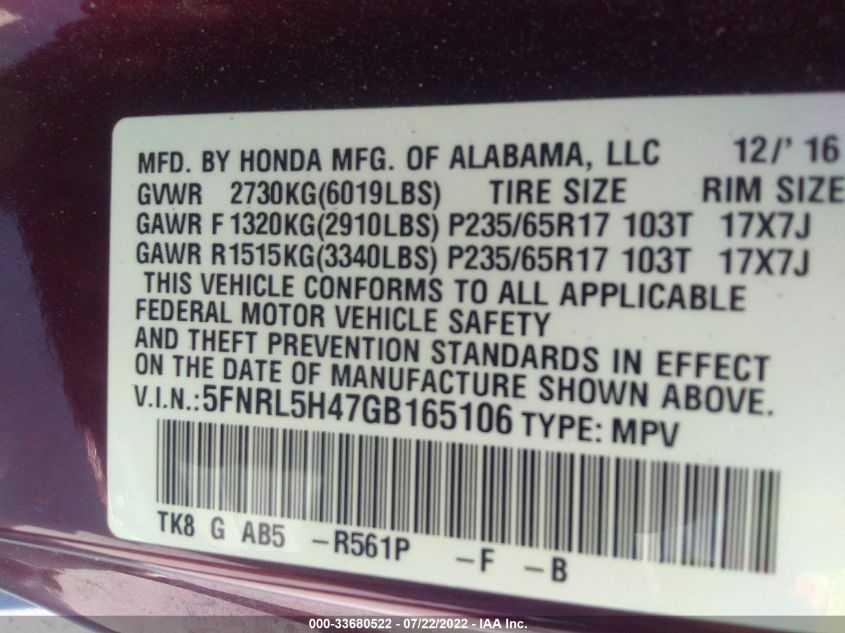 MFD. BY HONDA MFG. OF ALABAMA, LLC 12/' 16
GVWR 2730KG(6019LBS) TIRE SIZE RIM SIZE
GAWR F 1320KG(2910LBS) P235/65R17 103T 17X7J
GAWR R1515KG(3340LBS) P235/65R17 103T 17X7J
THIS VEHICLE CONFORMS TO ALL APPLICABLE
FEDERAL MOTOR VEHICLE SAFETY
AND THEFT PREVENTION STANDARDS IN EFFECT
ON THE DATE OF MANUFACTURE SHOWN ABOVE.
V.I.N.:5FNRL5H47GB165106 TYPE: MPV
TK8 G AB5 -R561P -F -B
000-33680522 - 07/22/2022 - IAA Inc.